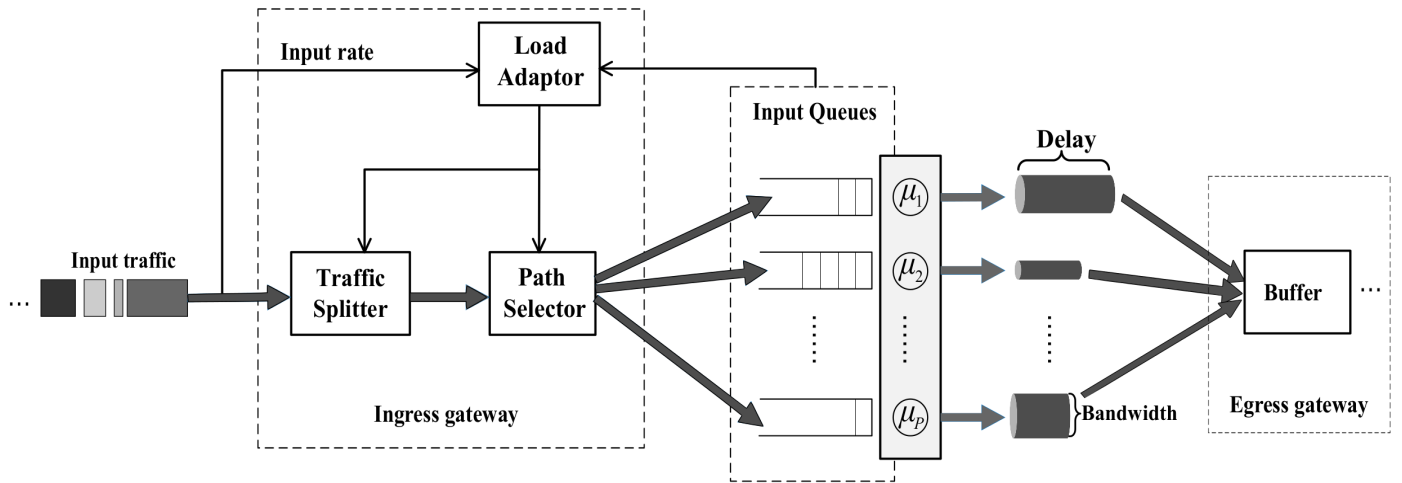 Input rate
Load
Adaptor
Input Queues
Delay
μ1
Input traffic
...
Traffic
Splitter
Path
Selector
μ2
Buffer
...
Ingress gateway
μP
Bandwidth
Egress gateway